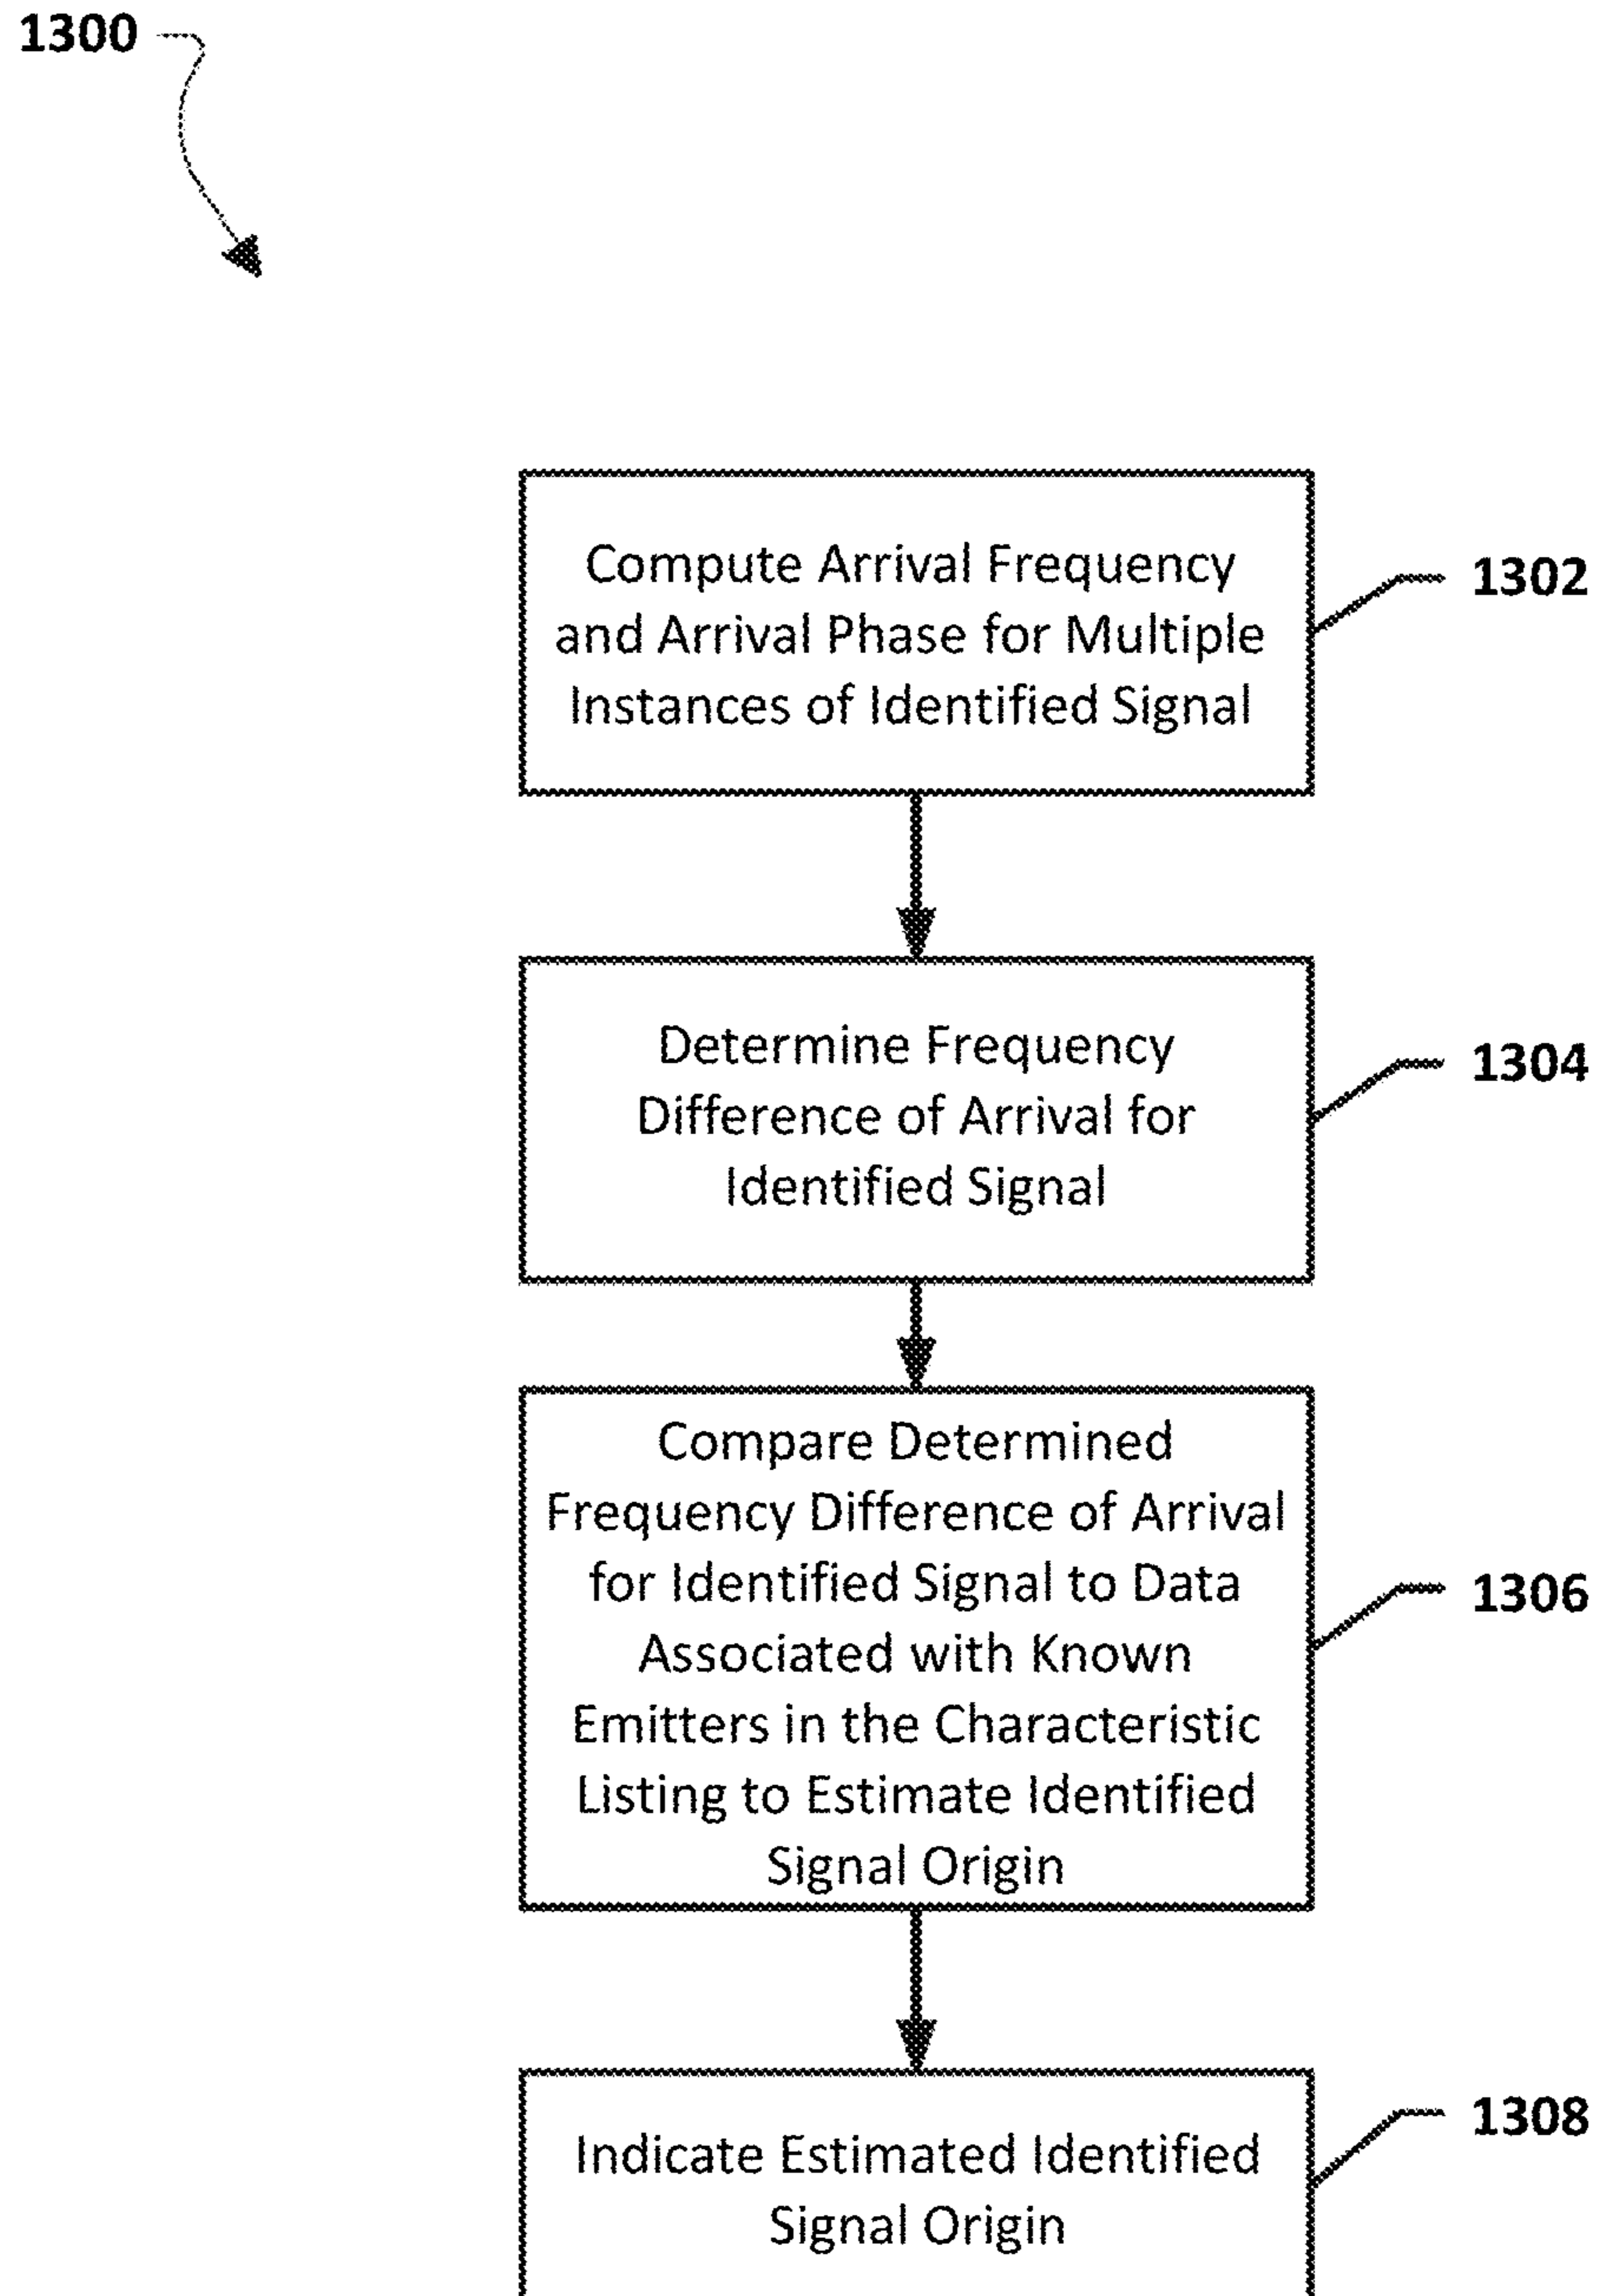 1300
Compute Arrival Frequency
and Arrival Phase for Multiple
Instances of Identified Signal
1302
Determine Frequency
Difference of Arrival for
Identified Signal
1304
Compare Determined
Frequency Difference of Arrival
for Identified Signal to Data
Associated with Known
Emitters in the Characteristic
Listing to Estimate Identified
Signal Origin
1306
Indicate Estimated Identified
Signal Origin
1308